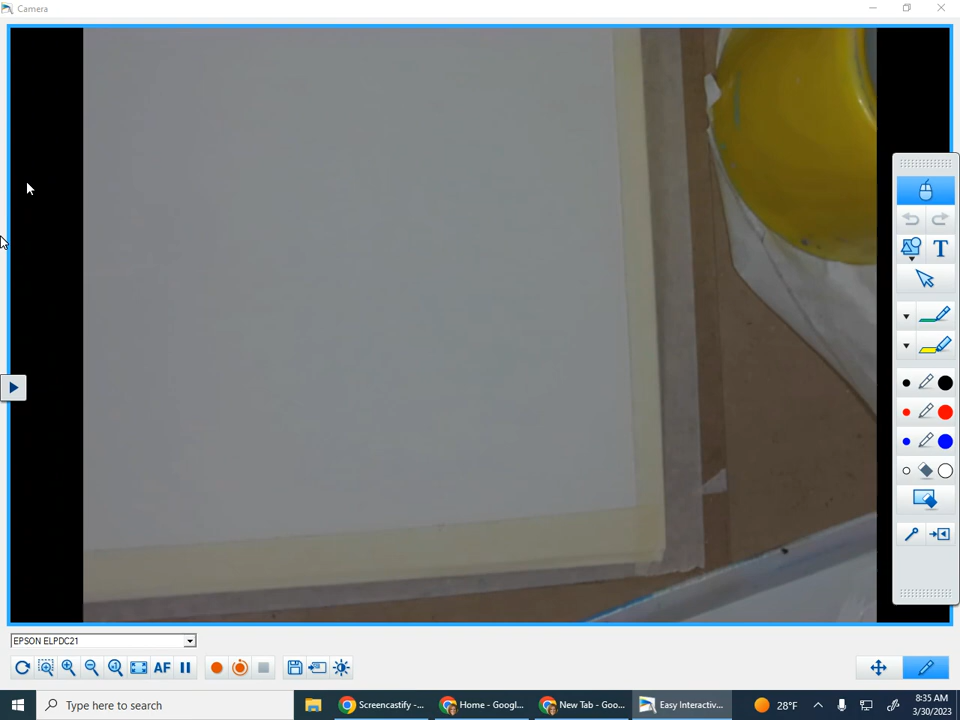 Camera
T
EPSON ELPDC21
AF
Type here to search
Screencastify -...
Home - Googl...
New Tab - Goo...
Easy Interactiv...
28°F
8:35 AM
3/30/2023